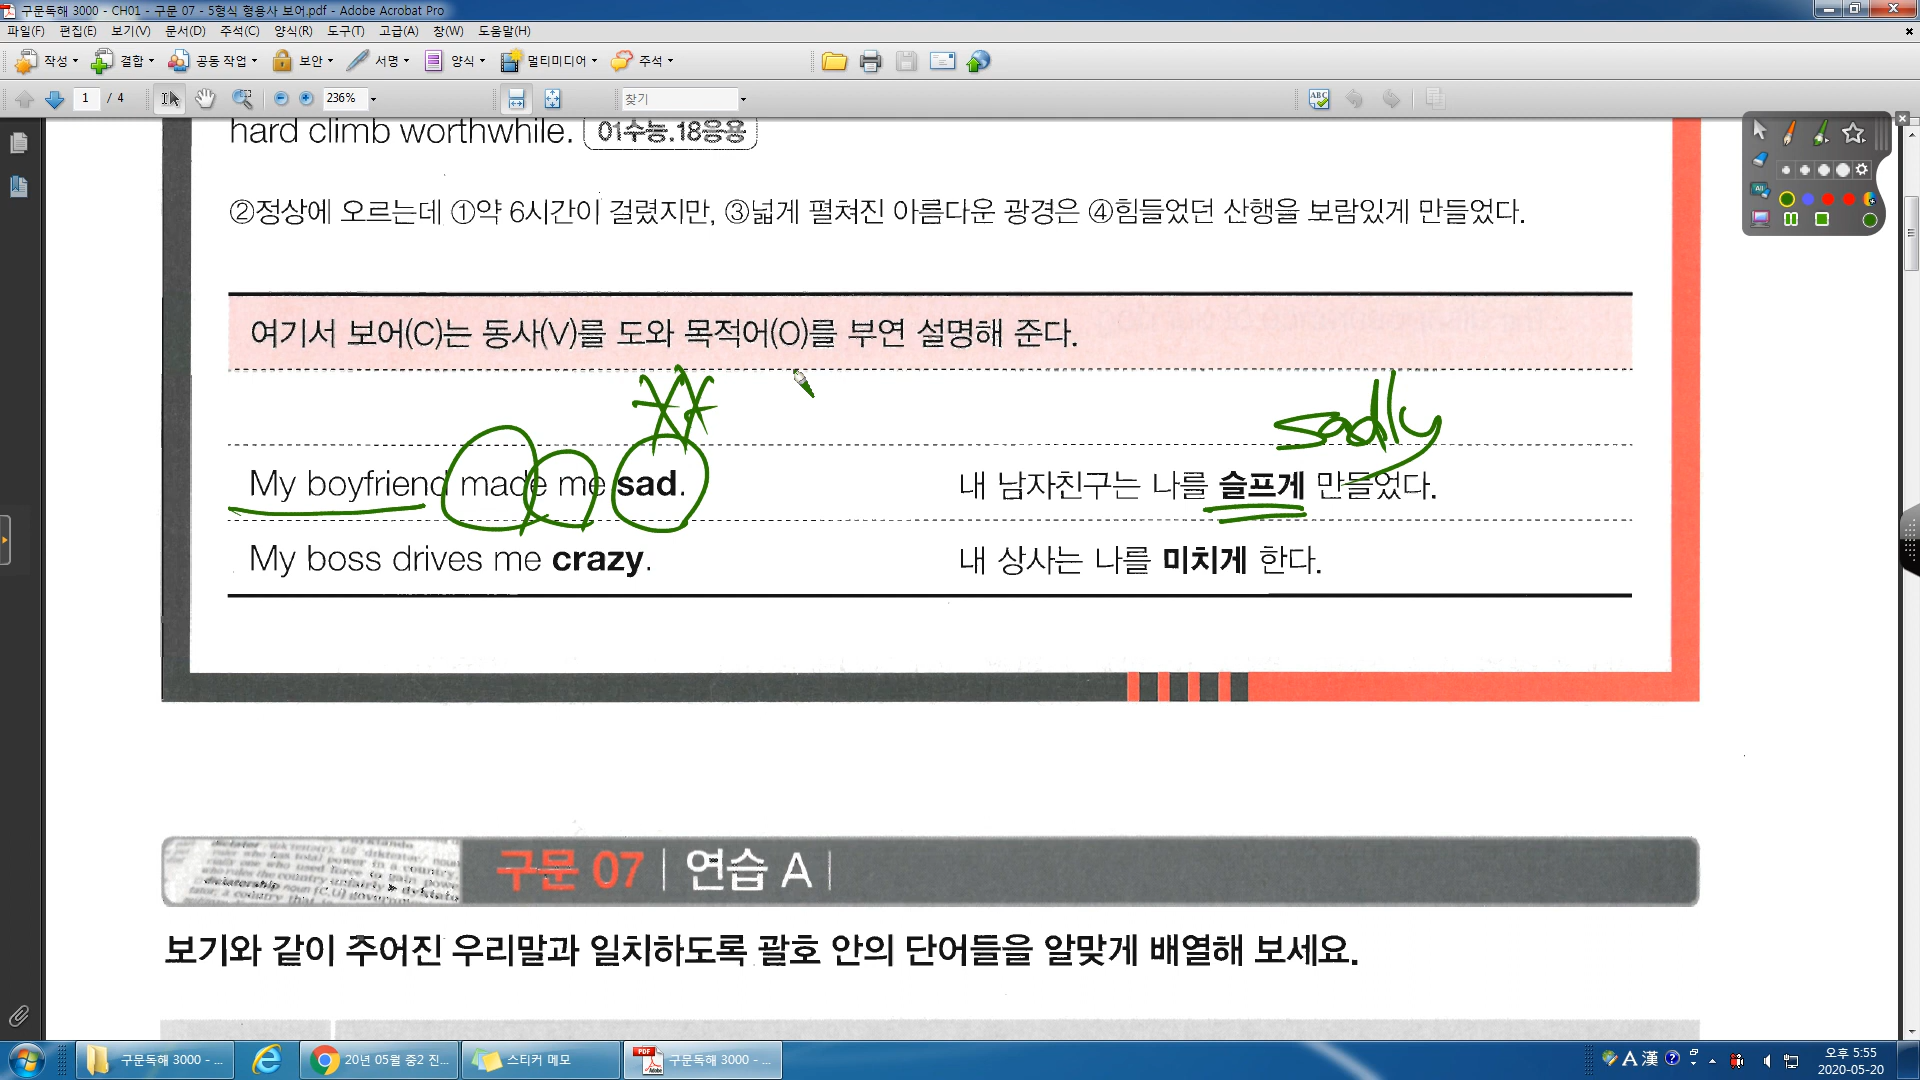 구문독해 3000 - CH01 - 구문 07 - 5형식 형용사 보어.pdf - Adobe Acrobat Pro
파일(F) 편집(E) 보기(V) 문서(D) 주석(C) 양식(R) 도구(T) 고급(A) 창(W) 도움말(H)
작성 결합 공동 작업 보안 서명 양식 멀티미디어 주석
1 / 4 236% 찾기
hard climb worthwhile. 01수능.18응용
②정상에 오르는데 ①약 6시간이 걸렸지만, ③넓게 펼쳐진 아름다운 광경은 ④힘들었던 산행을 보람있게 만들었다.
여기서 보어(C)는 동사(V)를 도와 목적어(O)를 부연 설명해 준다.
sadly
My boyfriend made me sad. 내 남자친구는 나를 슬프게 만들었다.
My boss drives me crazy. 내 상사는 나를 미치게 한다.
구문 07 | 연습 A |
보기와 같이 주어진 우리말과 일치하도록 괄호 안의 단어들을 알맞게 배열해 보세요.
구문독해 3000 - ... 20년 05월 중2 진... 스티커 메모 구문독해 3000 - ... A 漢 오후 5:55
2020-05-20